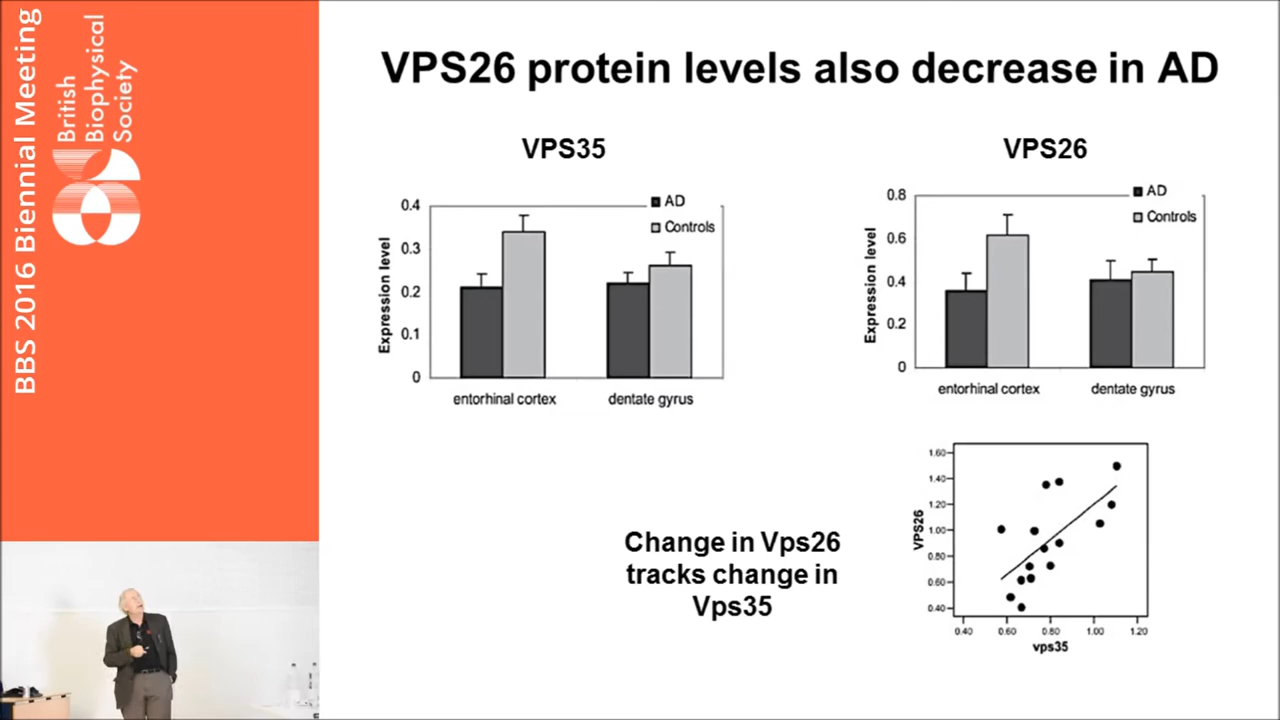 BBS 2016 Biennial Meeting
British
Biophysical
Society
VPS26 protein levels also decrease in AD
VPS35
AD
Controls
Expression level
0.4
0.3
0.2
0.1
0
entorhinal cortex
dentate gyrus
VPS26
AD
Controls
Expression level
0.8
0.6
0.4
0.2
0
entorhinal cortex
dentate gyrus
Change in Vps26
tracks change in
Vps35
VPS26
1.60
1.40
1.20
1.00
0.80
0.60
0.40
0.40 0.60 0.80 1.00 1.20
vps35